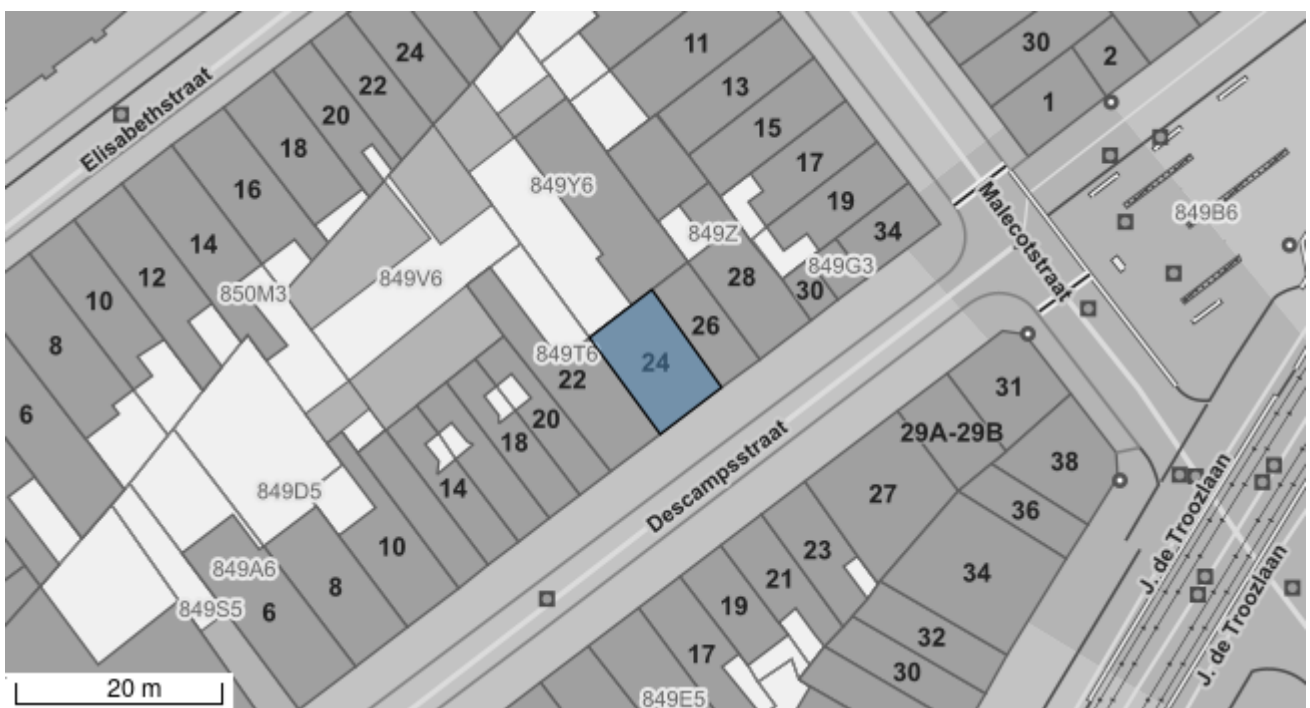 11
30
2
24
13
22
1
20
15
Elisabethstraat
18
17
849Y6
16
19
849B6
Malecotstraat
849Z
34
14
28
849G3
850M3
849V6
30
12
10
26
8
849T6
24
22
31
6
20
29A-29B
18
38
Descampsstraat
14
27
849D5
36
J. de Troozlaan
10
23
34
849A6
21
8
19
849S5
6
32
17
30
J. de Troozlaan
849E5
20 m